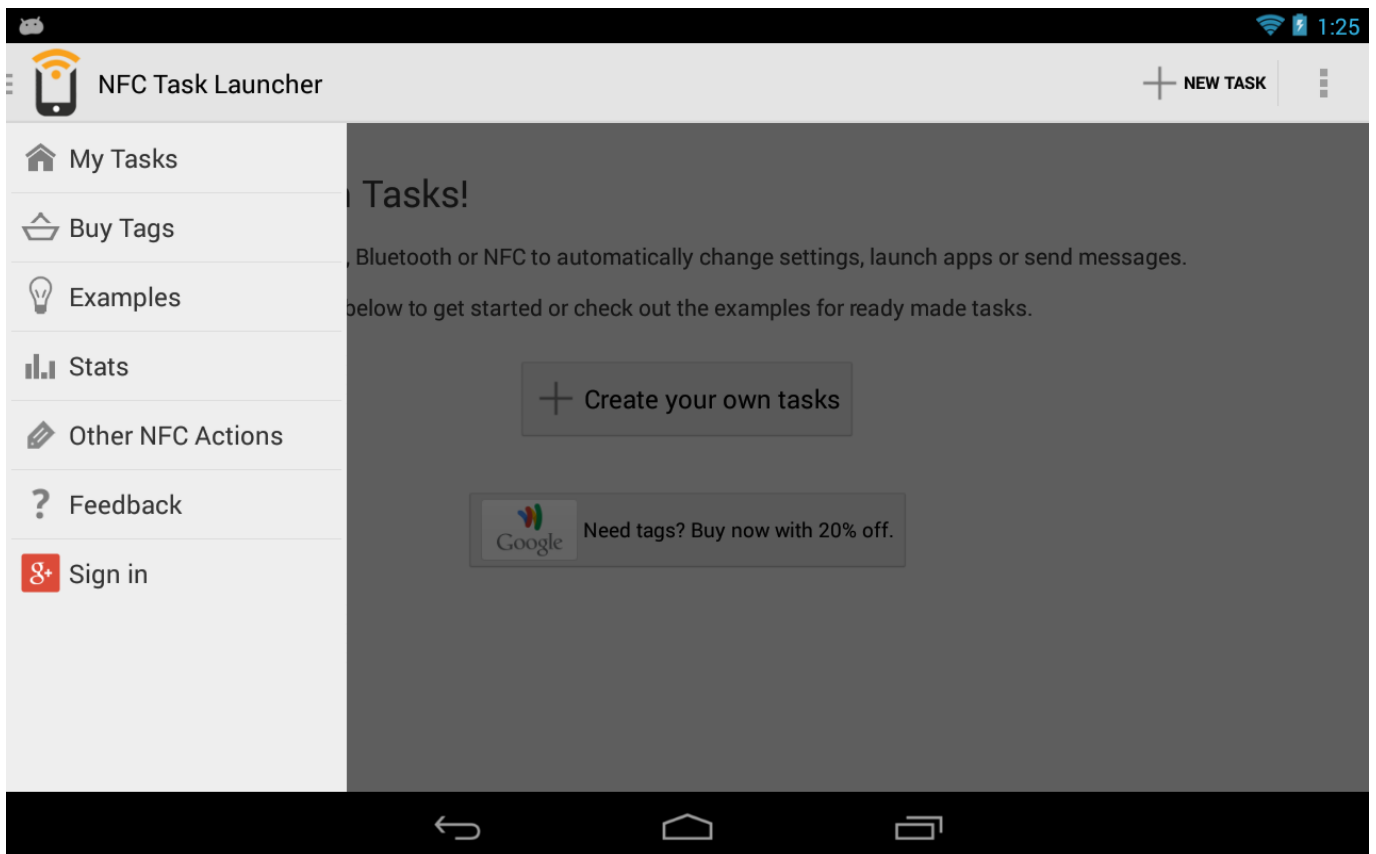 1:25
NFC Task Launcher
NEW TASK
My Tasks
Buy Tags
Examples
Stats
Other NFC Actions
Feedback
8+ Sign in
Tasks!
, Bluetooth or NFC to automatically change settings, launch apps or send messages.
below to get started or check out the examples for ready made tasks.
Create your own tasks
Google
Need tags? Buy now with 20% off.